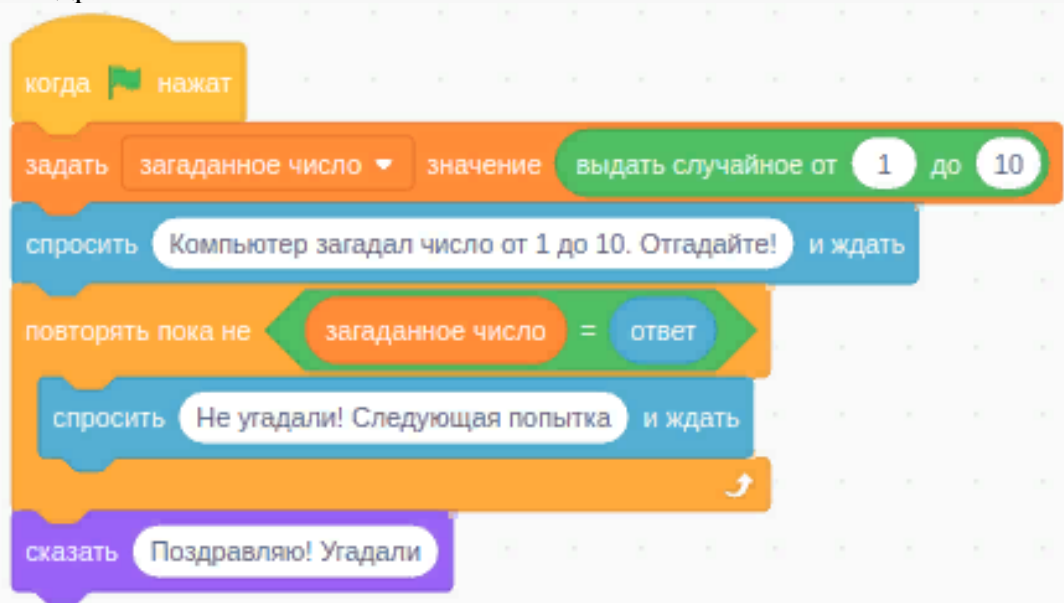 когда нажат
задать загаданное число значение выдать случайное от 1 до 10
спросить Компьютер загадал число от 1 до 10. Отгадайте! и ждать
повторять пока не загаданное число = ответ
спросить Не угадали! Следующая попытка и ждать
сказать Поздравляю! Угадали